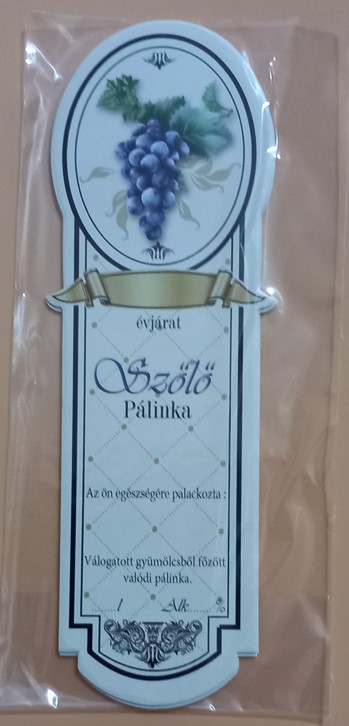 évjárat
Szőlő
Pálinka
Az ön egészségére palackozta :
Válogatott gyümölcsből főzött
valódi pálinka.
........l Alk........%